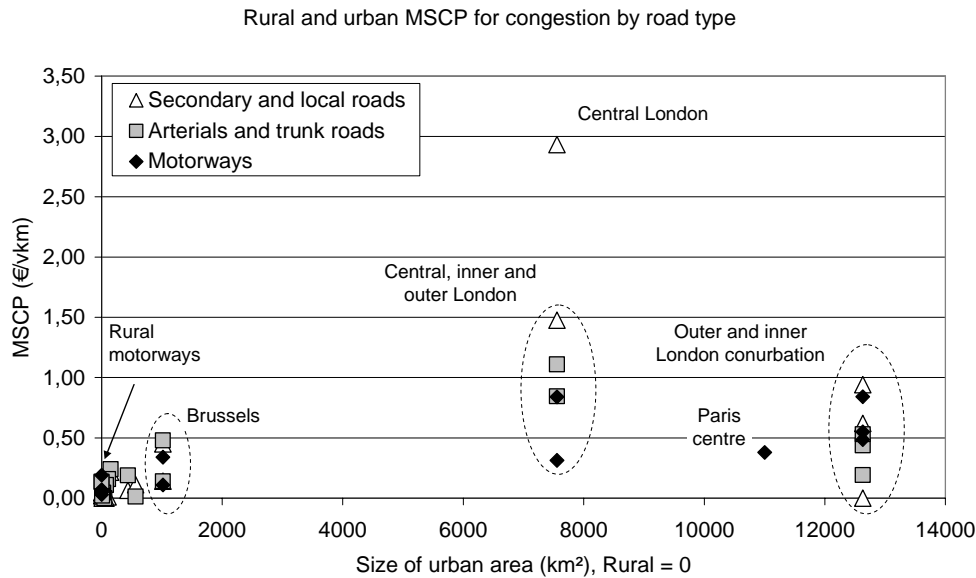 Rural and urban MSCP for congestion by road type
3,50
3,00
2,50
2,00
1,50
1,00
0,50
0,00
MSCP (€/vkm)
Secondary and local roads
Arterials and trunk roads
Motorways
Central London
Central, inner and
outer London
Rural
motorways
Outer and inner
London conurbation
Brussels
Paris
centre
0
2000
4000
6000
8000
10000
12000
14000
Size of urban area (km²), Rural = 0